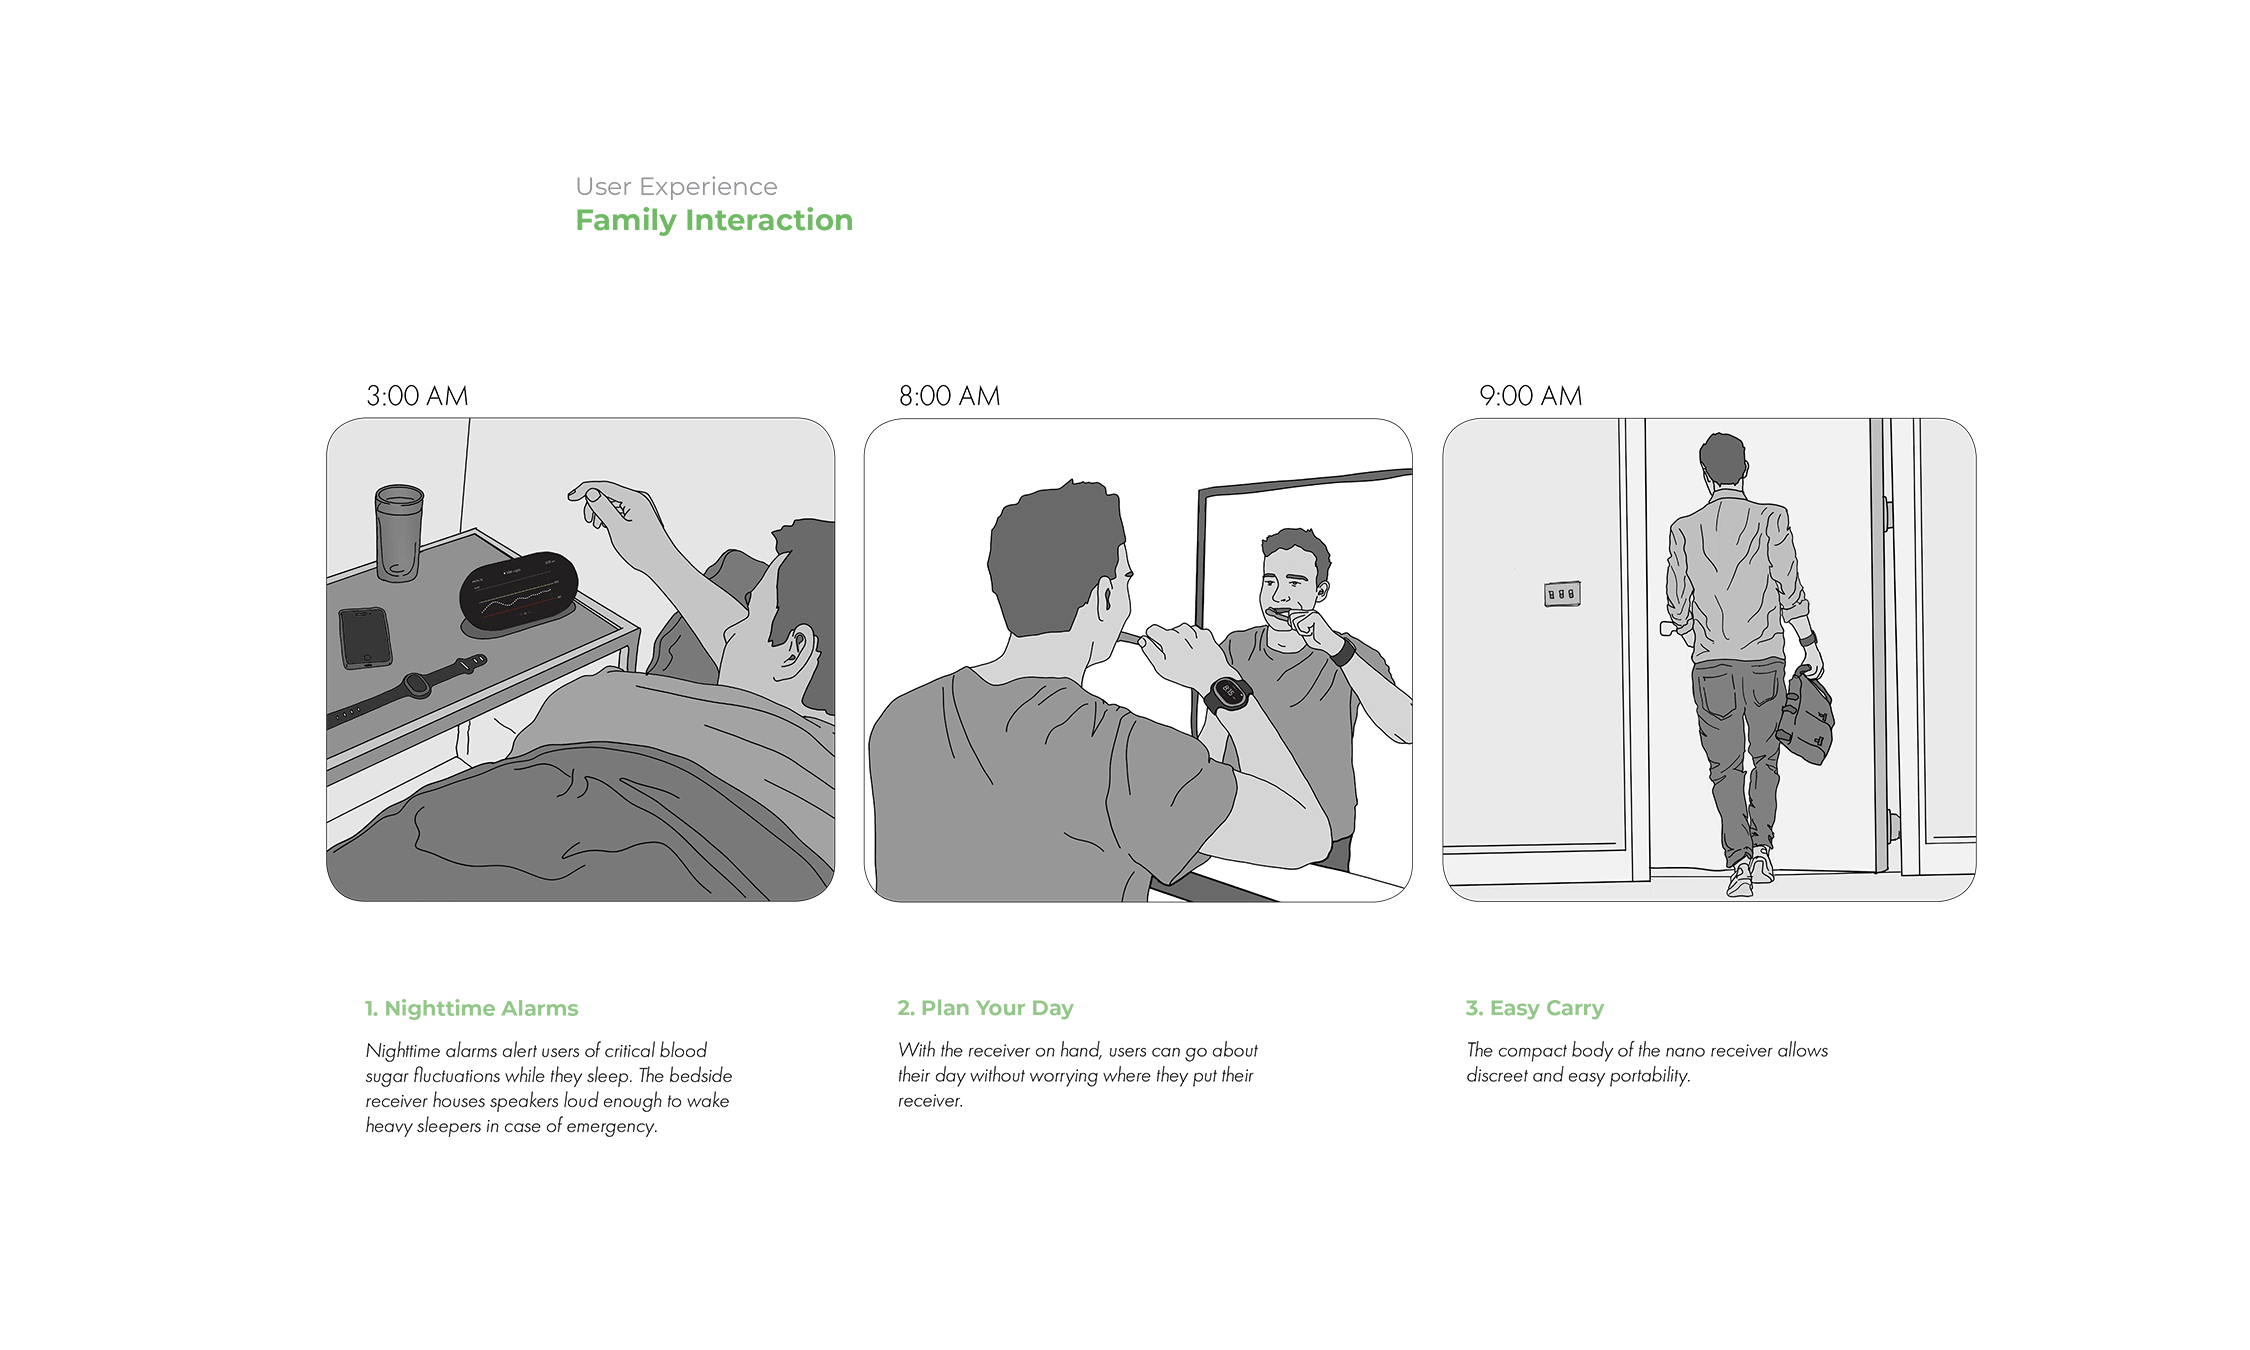 User Experience
Family Interaction
3:00 AM
8:00 AM
9:00 AM
1. Nighttime Alarms
Nighttime alarms alert users of critical blood
sugar fluctuations while they sleep. The bedside
receiver houses speakers loud enough to wake
heavy sleepers in case of emergency.
2. Plan Your Day
With the receiver on hand, users can go about
their day without worrying where they put their
receiver.
3. Easy Carry
The compact body of the nano receiver allows
discreet and easy portability.